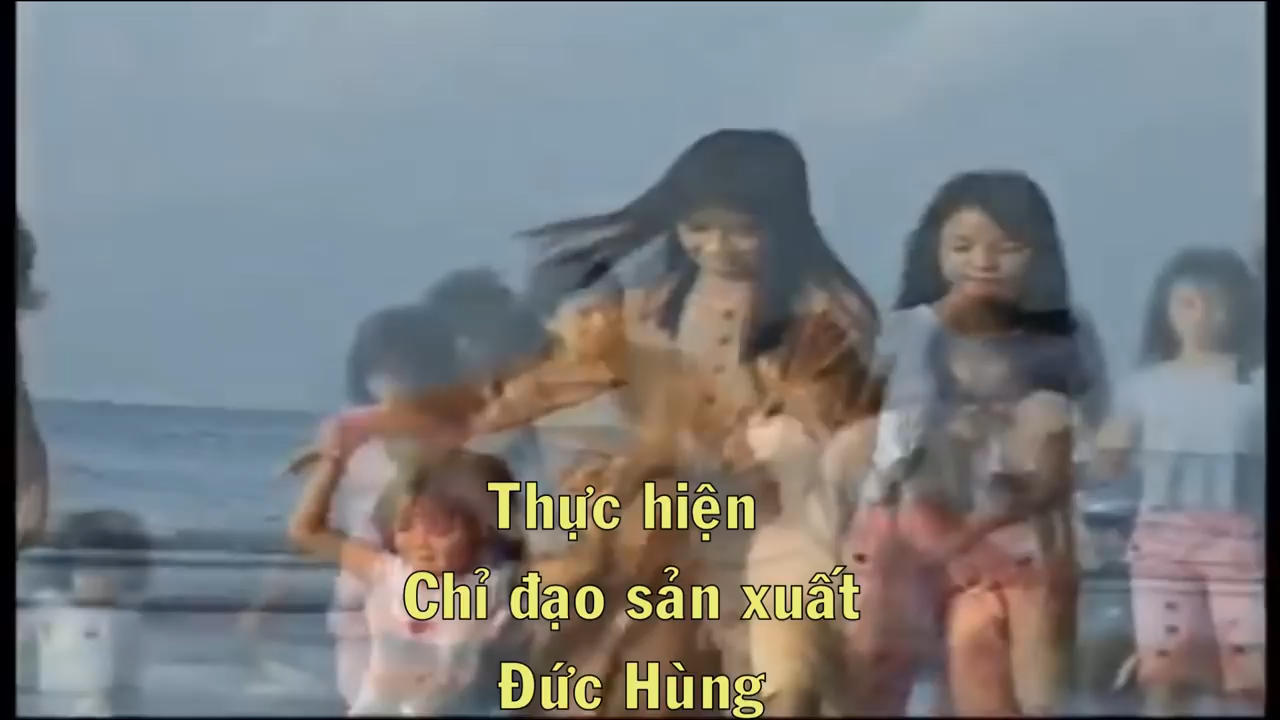 Thực hiện
Chỉ đạo sản xuất
Đức Hùng